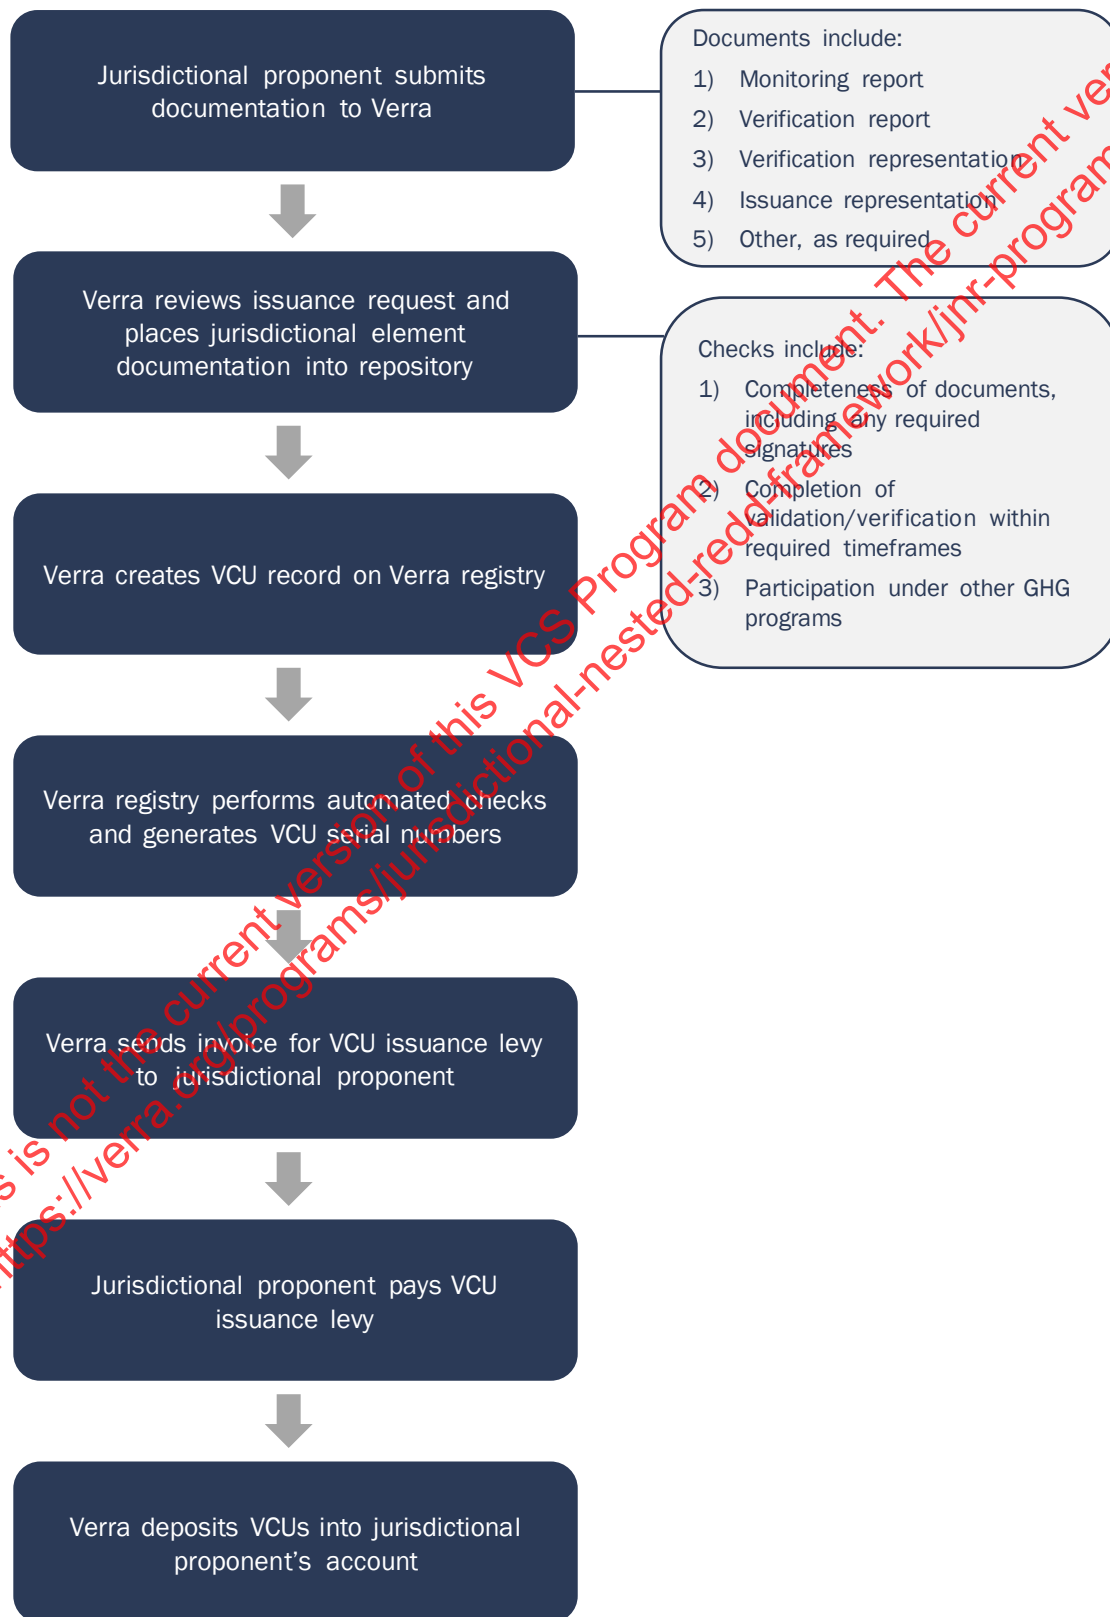 Jurisdictional proponent submits
documentation to Verra
Documents include:
1) Monitoring report
2) Verification report
3) Verification representation
4) Issuance representation
5) Other, as required
Verra reviews issuance request and
places jurisdictional element
documentation into repository
Checks include:
1) Completeness of documents,
including any required
signatures
2) Completion of
validation/verification within
required timeframes
3) Participation under other GHG
programs
Verra creates VCU record on Verra registry
Verra registry performs automated checks
and generates VCU serial numbers
Verra sends invoice for VCU issuance levy
to jurisdictional proponent
Jurisdictional proponent pays VCU
issuance levy
Verra deposits VCUs into jurisdictional
proponent's account
is not the current version of this VCS Program document. The current
https://verra.org/programs/jurisdictional-nested-redd-framework/jnr-program